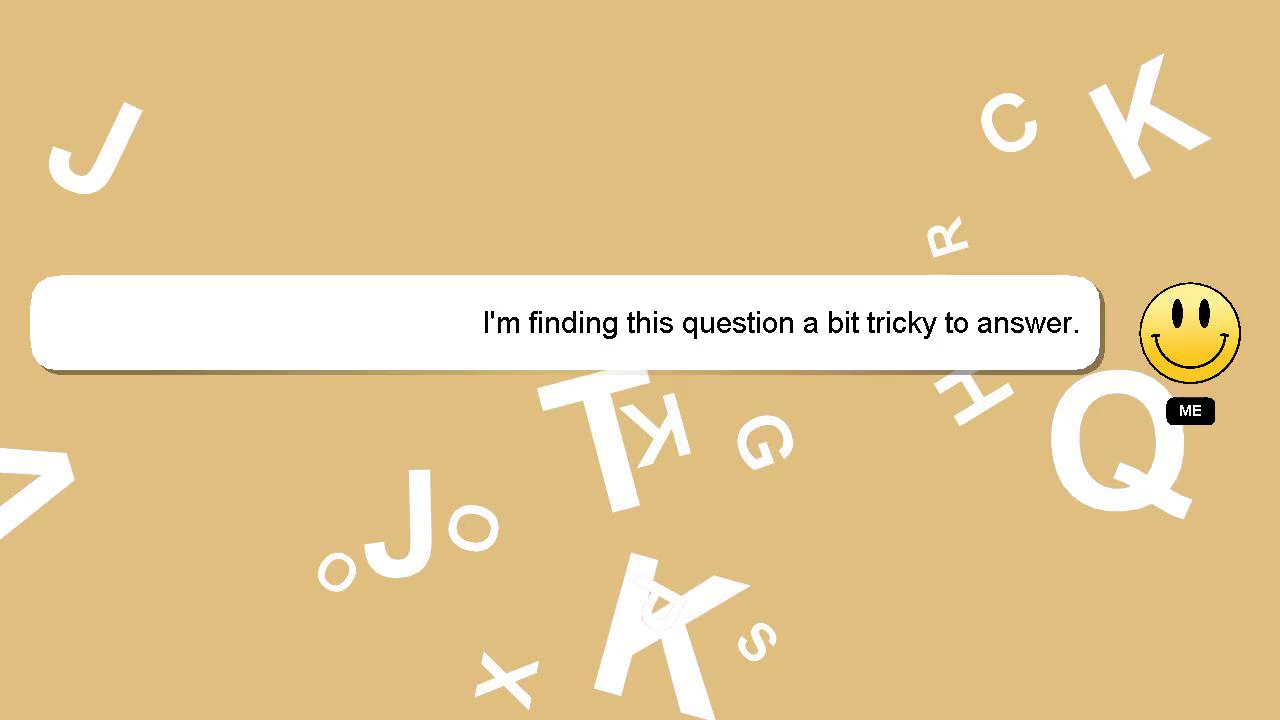 J
C
K
R
I'm finding this question a bit tricky to answer.
ME
H
Q
T
K
G
J
O
O
K
S
X